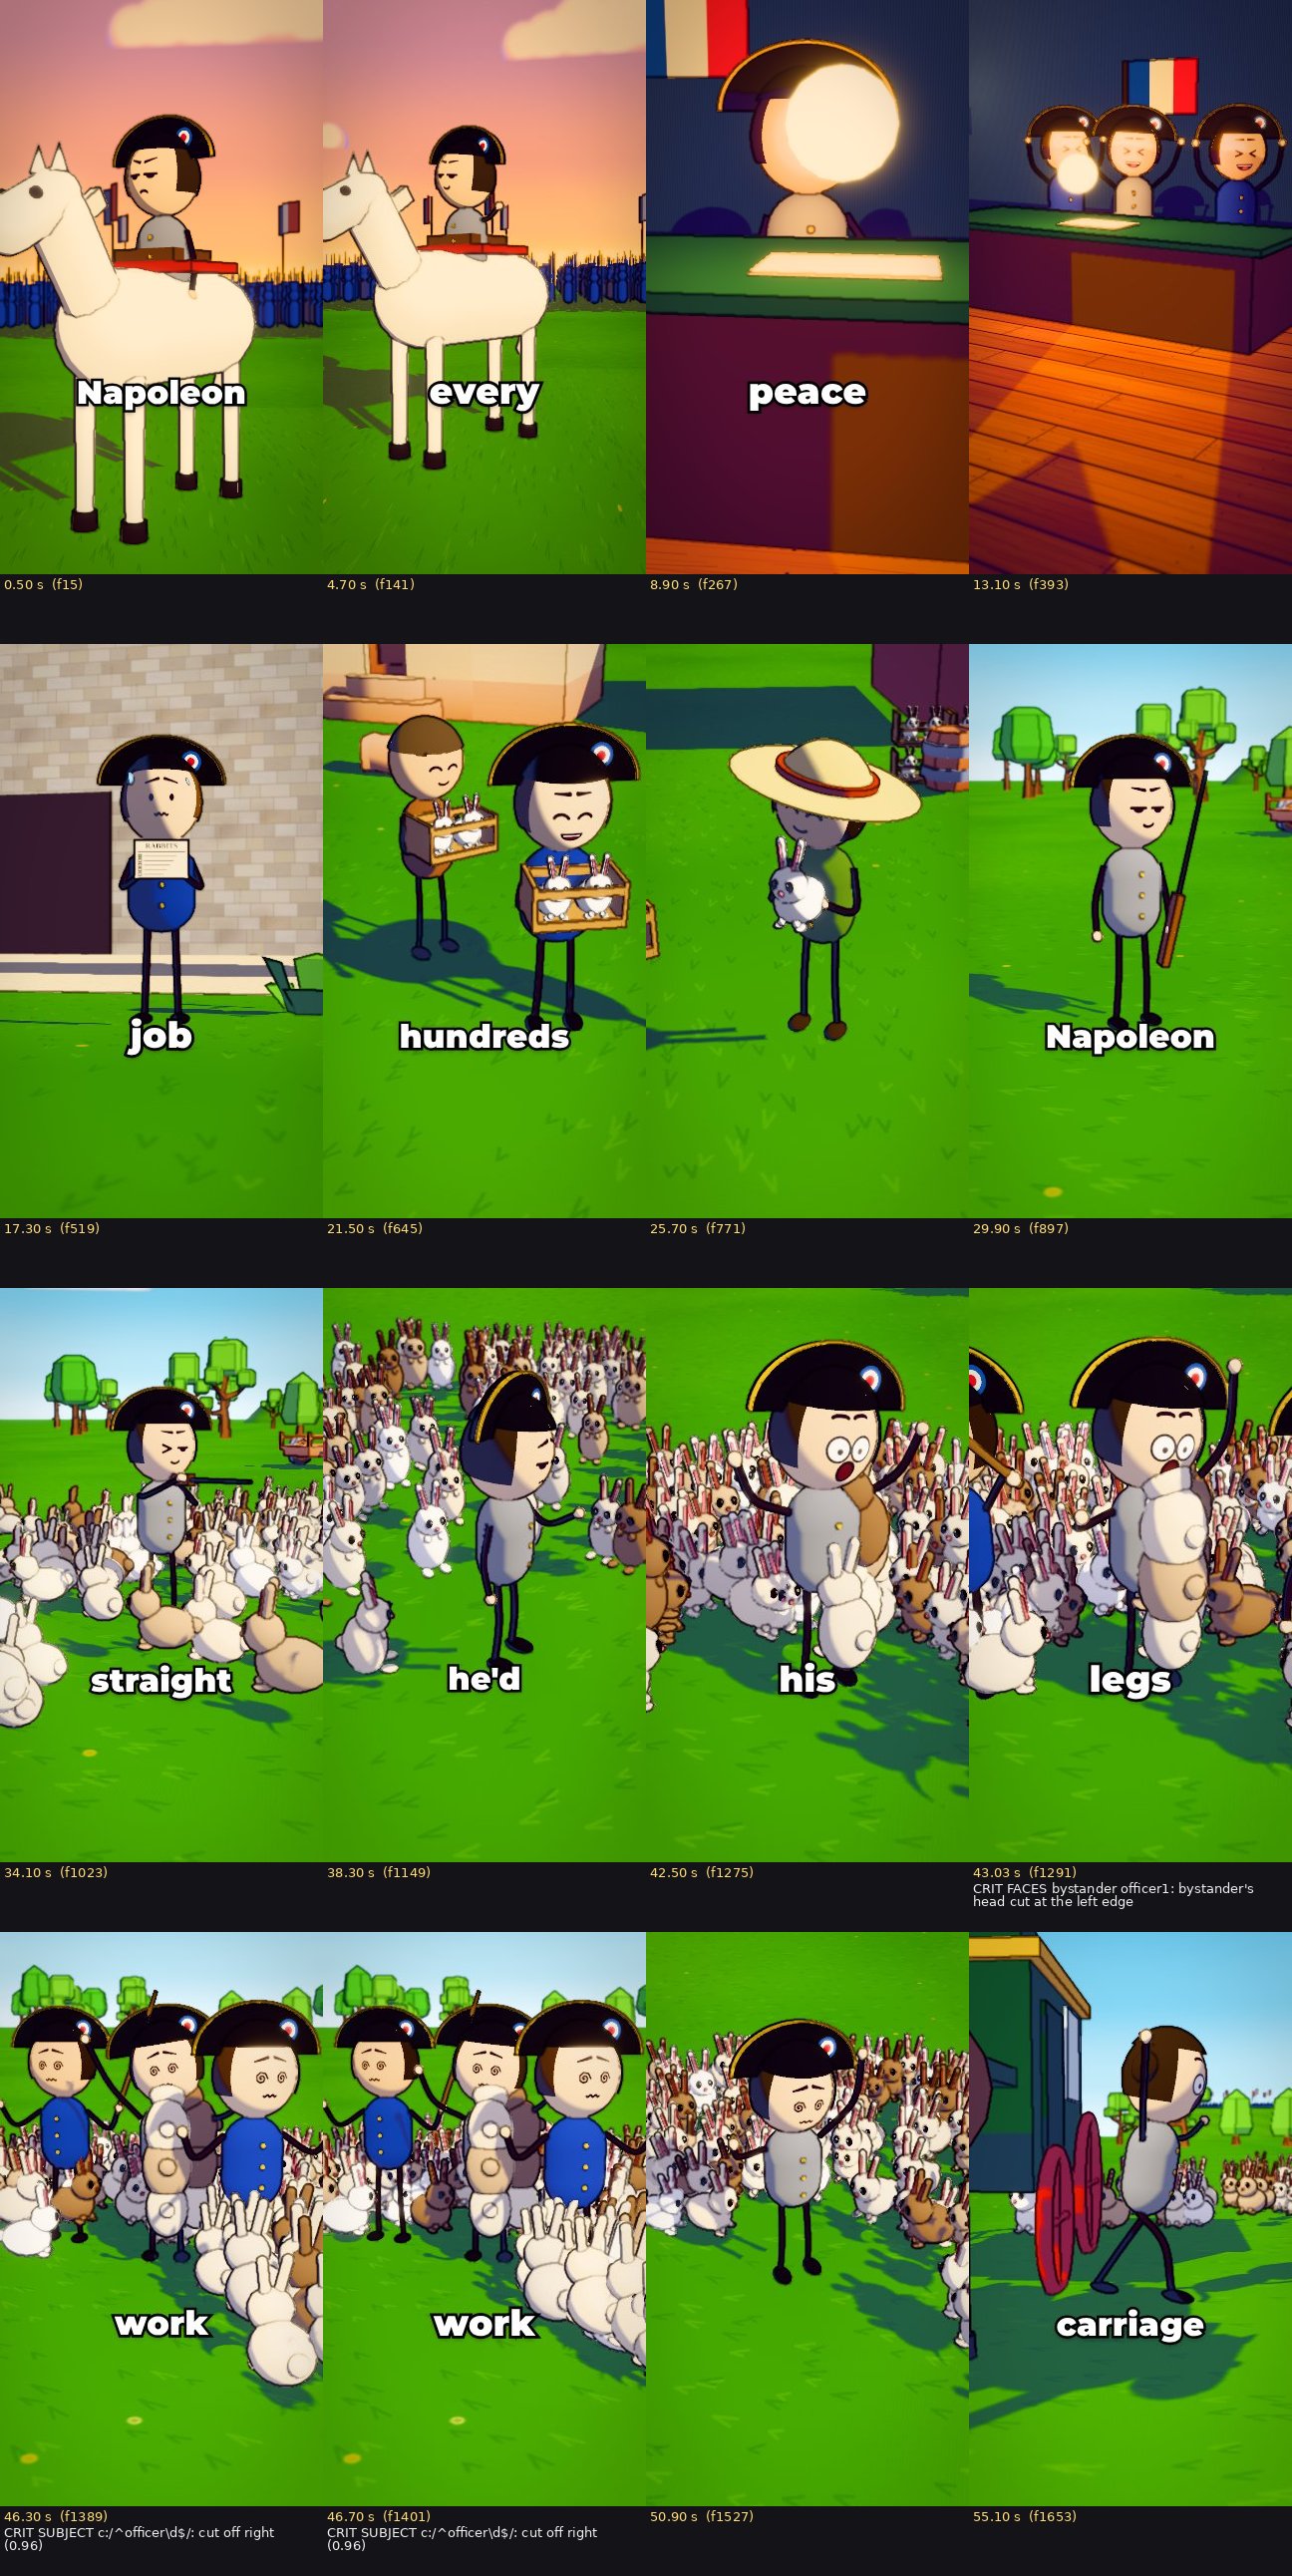 Napoleon
every
peace
0.50 s (f15)
4.70 s (f141)
8.90 s (f267)
13.10 s (f393)
RABBITS
job
hundreds
Napoleon
17.30 s (f519)
21.50 s (f645)
25.70 s (f771)
29.90 s (f897)
straight
he'd
his
legs
34.10 s (f1023)
38.30 s (f1149)
42.50 s (f1275)
43.03 s (f1291)
CRIT FACES bystander officer1: bystander's
head cut at the left edge
work
work
carriage
46.30 s (f1389)
CRIT SUBJECT c:/^officer\d$/: cut off right
(0.96)
46.70 s (f1401)
CRIT SUBJECT c:/^officer\d$/: cut off right
(0.96)
50.90 s (f1527)
55.10 s (f1653)